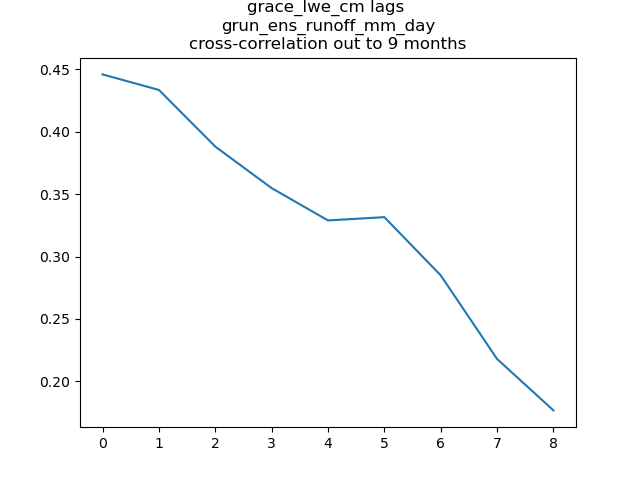 grace_lwe_cm lags
grun_ens_runoff_mm_day
cross-correlation out to 9 months
0.45
0.40
0.35
0.30
0.25
0.20
0 1 2 3 4 5 6 7 8